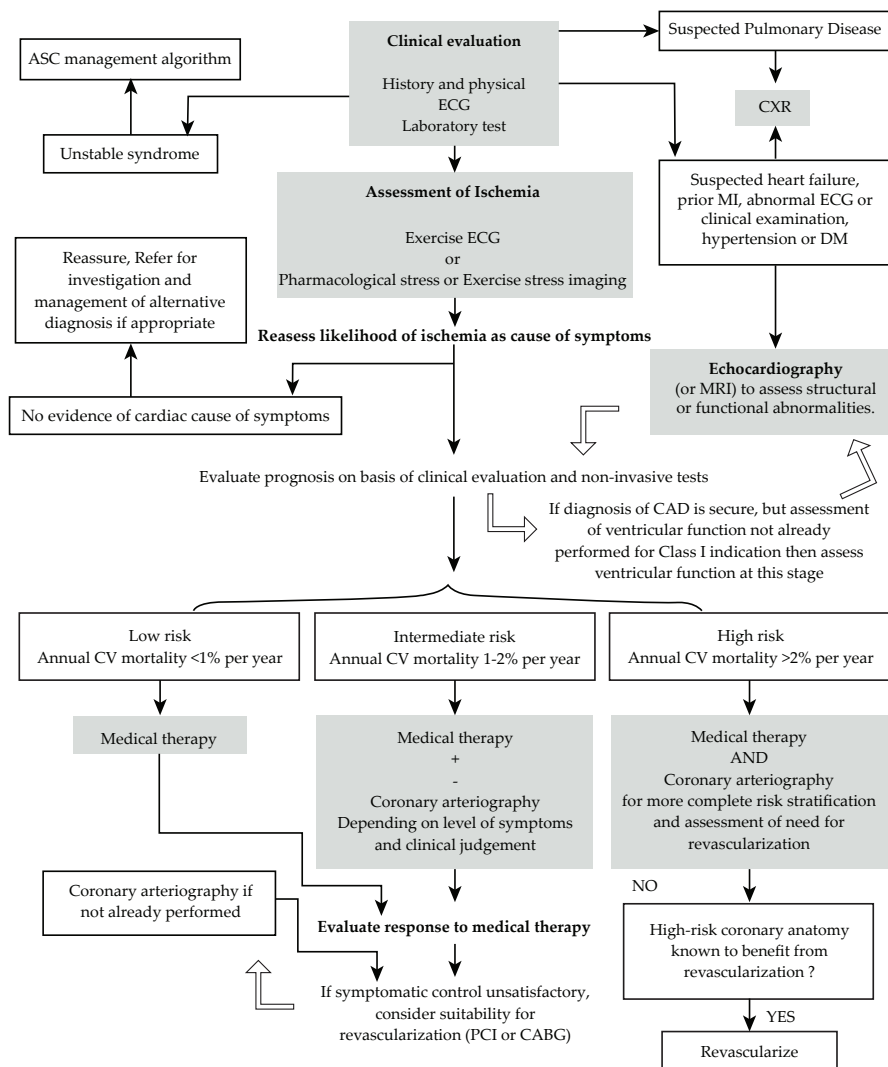 Clinical evaluation
History and physical
ECG
Laboratory test
Suspected Pulmonary Disease
ASC management algorithm
CXR
Unstable syndrome
Suspected heart failure,
prior MI, abnormal ECG or
clinical examination,
hypertension or DM
Assessment of Ischemia
Exercise ECG
or
Pharmacological stress or Exercise stress imaging
Reassure, Refer for
investigation and
management of alternative
diagnosis if appropriate
Reasess likelihood of ischemia as cause of symptoms
No evidence of cardiac cause of symptoms
Echocardiography
(or MRI) to assess structural
or functional abnormalities.
Evaluate prognosis on basis of clinical evaluation and non-invasive tests
If diagnosis of CAD is secure, but assessment
of ventricular function not already
performed for Class I indication then assess
ventricular function at this stage
Low risk
Annual CV mortality <1% per year
Intermediate risk
Annual CV mortality 1-2% per year
High risk
Annual CV mortality >2% per year
Medical therapy
Medical therapy
+
-
Coronary arteriography
Depending on level of symptoms
and clinical judgement
Medical therapy
AND
Coronary arteriography
for more complete risk stratification
and assessment of need for
revascularization
Coronary arteriography if
not already performed
Evaluate response to medical therapy
NO
High-risk coronary anatomy
known to benefit from
revascularization ?
If symptomatic control unsatisfactory,
consider suitability for
revascularization (PCI or CABG)
YES
Revascularize